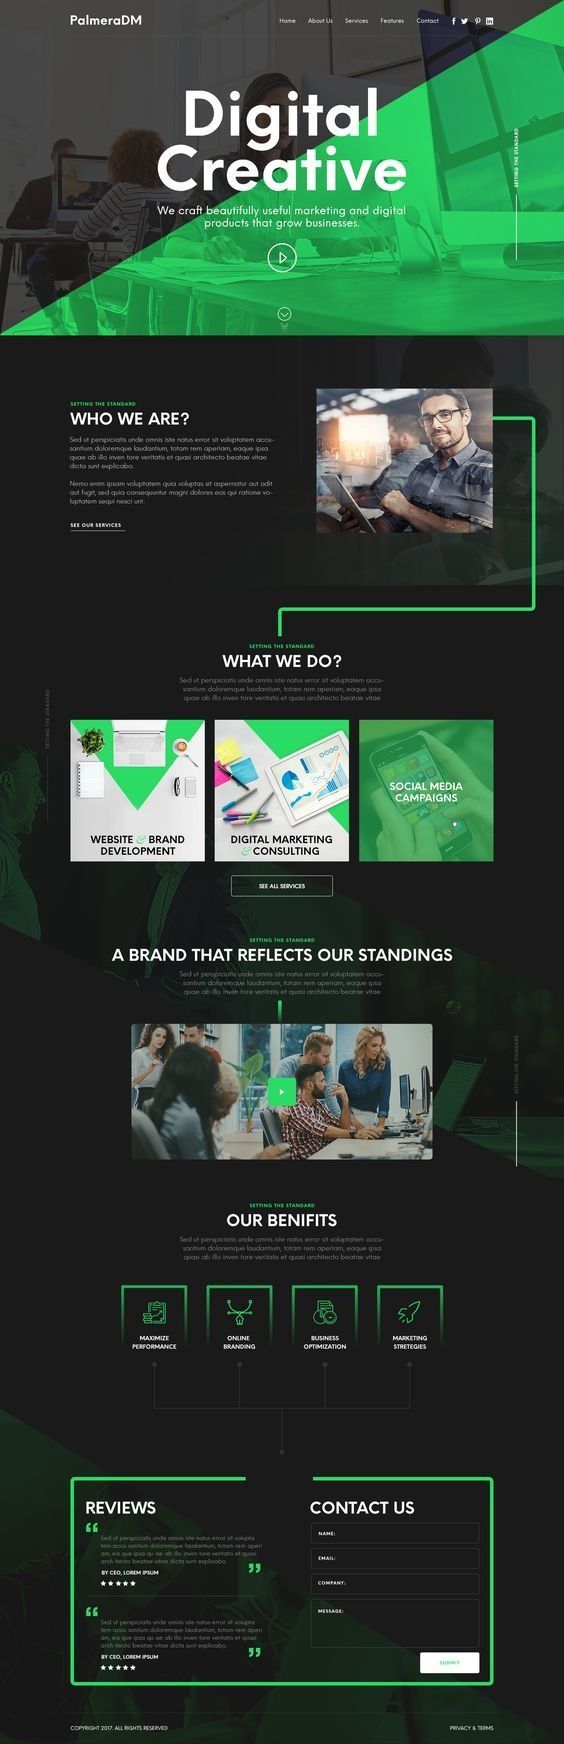 PalmeraDM
Home About Us Services Features Contact
Digital
Creative
We craft beautifully useful marketing and digital
products that grow businesses.
SETTING THE STANDARD
SETTING THE STANDARD
WHO WE ARE?
Sed ut perspiciatis unde omnis iste natus error sit voluptatem accu-
santium doloremque laudantium, totam rem aperiam, eaque ipsa
quae ab illo inven tore veritatis et quasi architecto beatae vitae
dicta sunt explicabo.
Nemo enim ipsam voluptatem quia voluptas sit aspernatur aut odit
aut fugit, sed quia consequuntur magni dolores eos qui ratione vo-
luptatem sequi nesci unt.
SEE OUR SERVICES
SETTING THE STANDARD
WHAT WE DO?
Sed ut perspiciatis unde omnis iste natus error sit voluptatem accu-
santium doloremque laudantium, totam rem aperiam, eaque ipsa
quae ab illo inven tore veritatis et quasi architecto beatae vitae
SETTING THE STANDARD
WEBSITE & BRAND
DEVELOPMENT
DIGITAL MARKETING
& CONSULTING
SOCIAL MEDIA
CAMPAIGNS
SEE ALL SERVICES
SETTING THE STANDARD
A BRAND THAT REFLECTS OUR STANDINGS
Sed ut perspiciatis unde omnis iste natus error sit voluptatem accu-
santium doloremque laudantium, totam rem aperiam, eaque ipsa
quae ab illo inven tore veritatis et quasi architecto beatae vitae
SETTING THE STANDARD
SETTING THE STANDARD
OUR BENIFITS
Sed ut perspiciatis unde omnis iste natus error sit voluptatem accu-
santium doloremque laudantium, totam rem aperiam, eaque ipsa
quae ab illo inven tore veritatis et quasi architecto beatae vitae
MAXIMIZE
PERFORMANCE
ONLINE
BRANDING
BUSINESS
OPTIMIZATION
MARKETING
STRETEGIES
REVIEWS
“
Sed ut perspiciatis unde omnis iste natus error sit volupta
tem accu santium doloremque laudantium, totam rem aperi
am, ea que ipsa qu ae ab illo inven tore veritatis et quasi
arch itecto beatae vitae dicta sunt explicabo.
”
BY CEO, LOREM IPSUM
“
Sed ut perspiciatis unde omnis iste natus error sit volupta
tem accu santium doloremque laudantium, totam rem aperi
am, ea que ipsa qu ae ab illo inven tore veritatis et quasi
arch itecto beatae vitae dicta sunt explicabo.
”
BY CEO, LOREM IPSUM
CONTACT US
NAME:
EMAIL:
COMPANY:
MESSAGE:
SUBMIT
COPYRIGHT 2017. ALL RIGHTS RESERVED
PRIVACY & TERMS